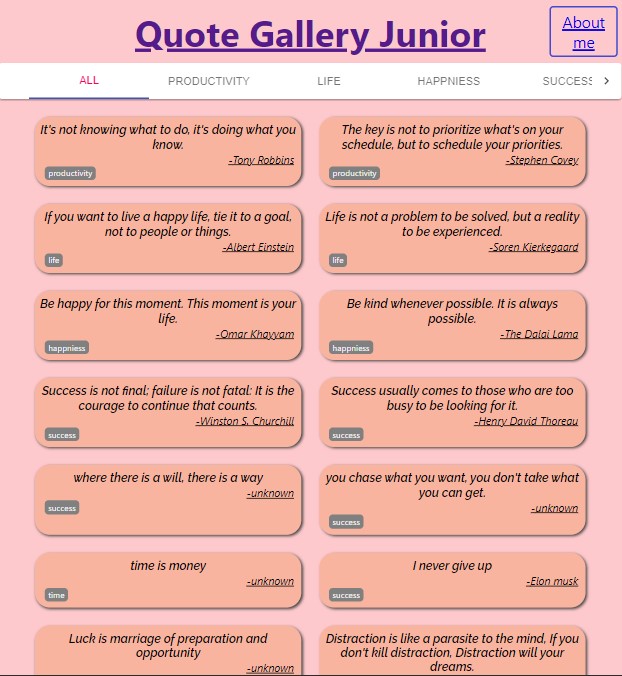 Quote Gallery Junior
About
me
ALL PRODUCTIVITY LIFE HAPPNIESS SUCCESS
It's not knowing what to do, it's doing what you
know.
-Tony Robbins
productivity
The key is not to prioritize what's on your
schedule, but to schedule your priorities.
-Stephen Covey
productivity
If you want to live a happy life, tie it to a goal,
not to people or things.
-Albert Einstein
life
Life is not a problem to be solved, but a reality
to be experienced.
-Soren Kierkegaard
life
Be happy for this moment. This moment is your
life.
-Omar Khayyam
happniess
Be kind whenever possible. It is always
possible.
-The Dalai Lama
happniess
Success is not final; failure is not fatal: It is the
courage to continue that counts.
-Winston S. Churchill
success
Success usually comes to those who are too
busy to be looking for it.
-Henry David Thoreau
success
where there is a will, there is a way
-unknown
success
you chase what you want, you don't take what
you can get.
-unknown
success
time is money
-unknown
time
I never give up
-Elon musk
success
Luck is marriage of preparation and
opportunity
-unknown
Distraction is like a parasite to the mind, If you
don't kill distraction, Distraction will your
dreams.